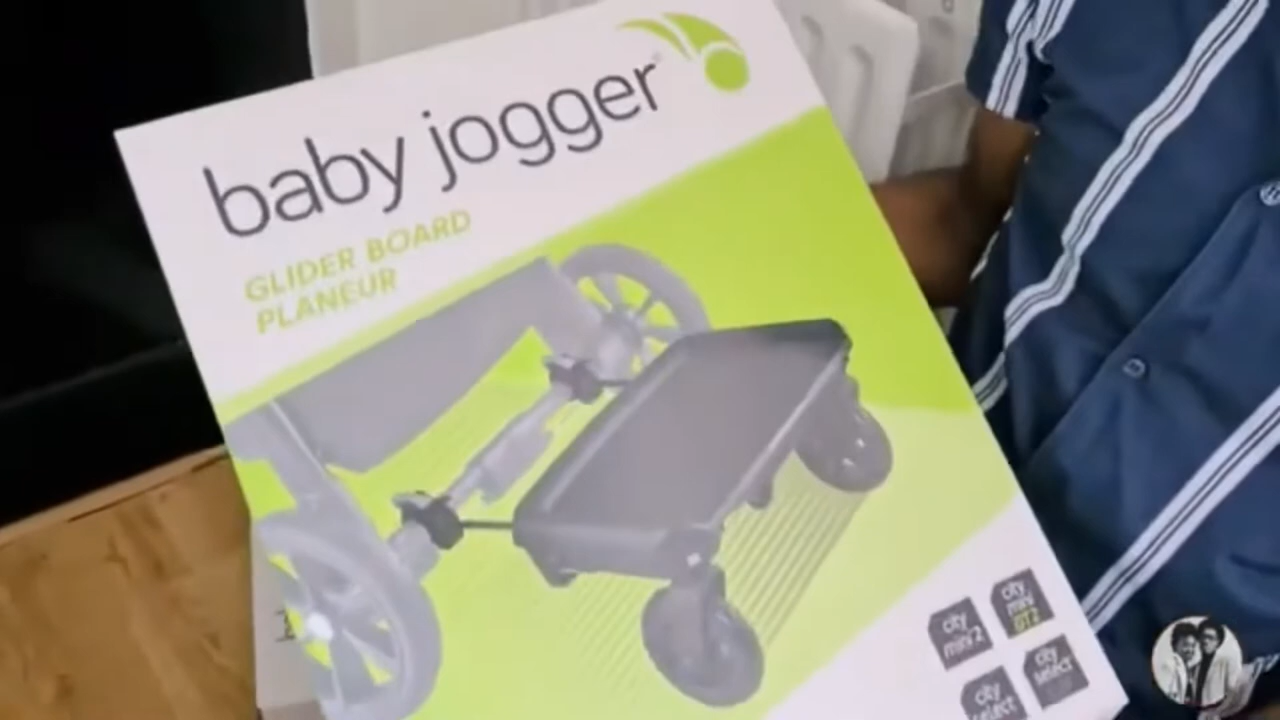 baby jogger
GLIDER BOARD
PLANEUR
city
mini2
city
mini
GT2
city
select
city
select